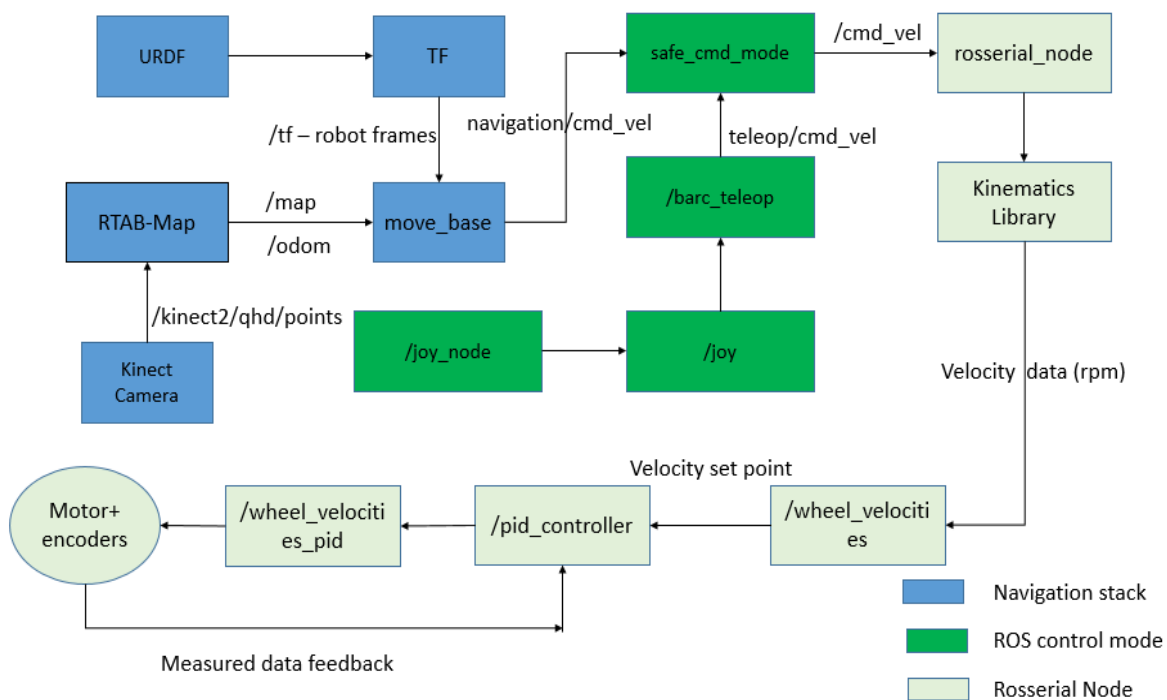 URDF
TF
safe_cmd_mode
/cmd_vel
rosserial_node
/tf – robot frames
navigation/cmd_vel
teleop/cmd_vel
RTAB-Map
/map
/odom
move_base
/barc_teleop
Kinematics
Library
/kinect2/qhd/points
Kinect
Camera
/joy_node
/joy
Velocity data (rpm)
Velocity set point
Motor+
encoders
/wheel_velociti
es_pid
/pid_controller
/wheel_velociti
es
Measured data feedback
Navigation stack
ROS control mode
Rosserial Node